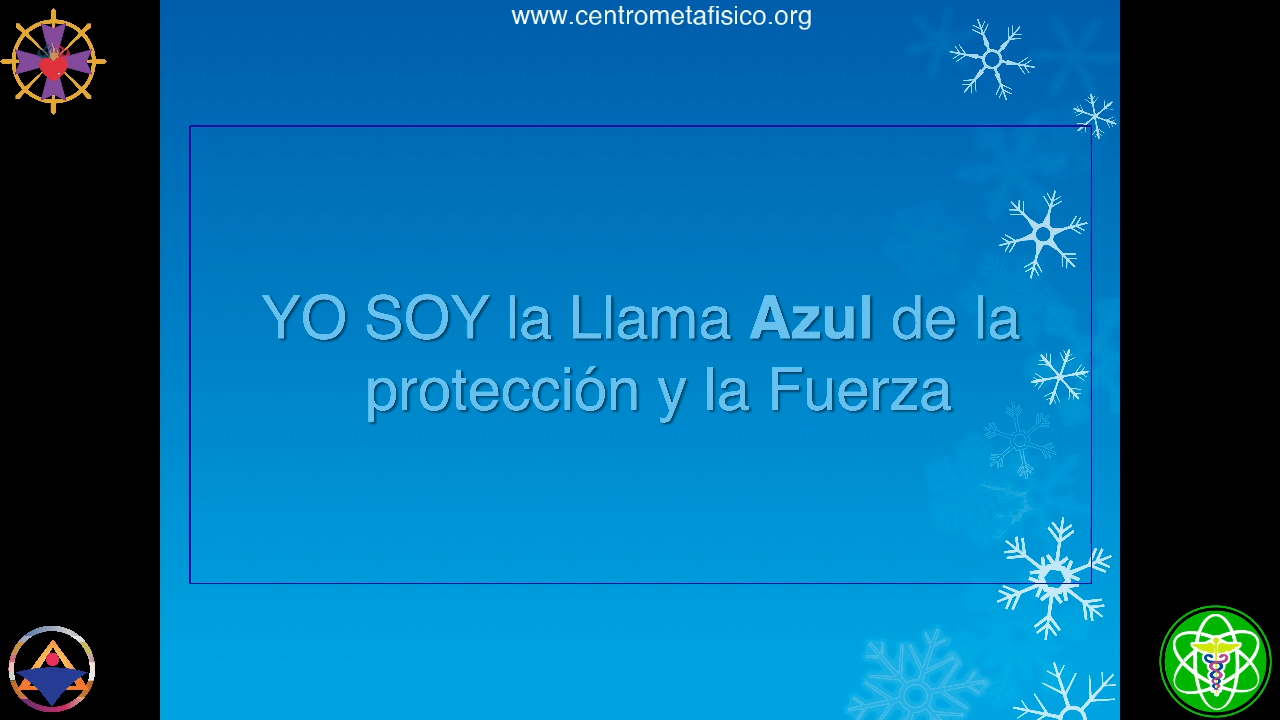 www.centrometafisico.org
YO SOY la Llama Azul de la
protección y la Fuerza